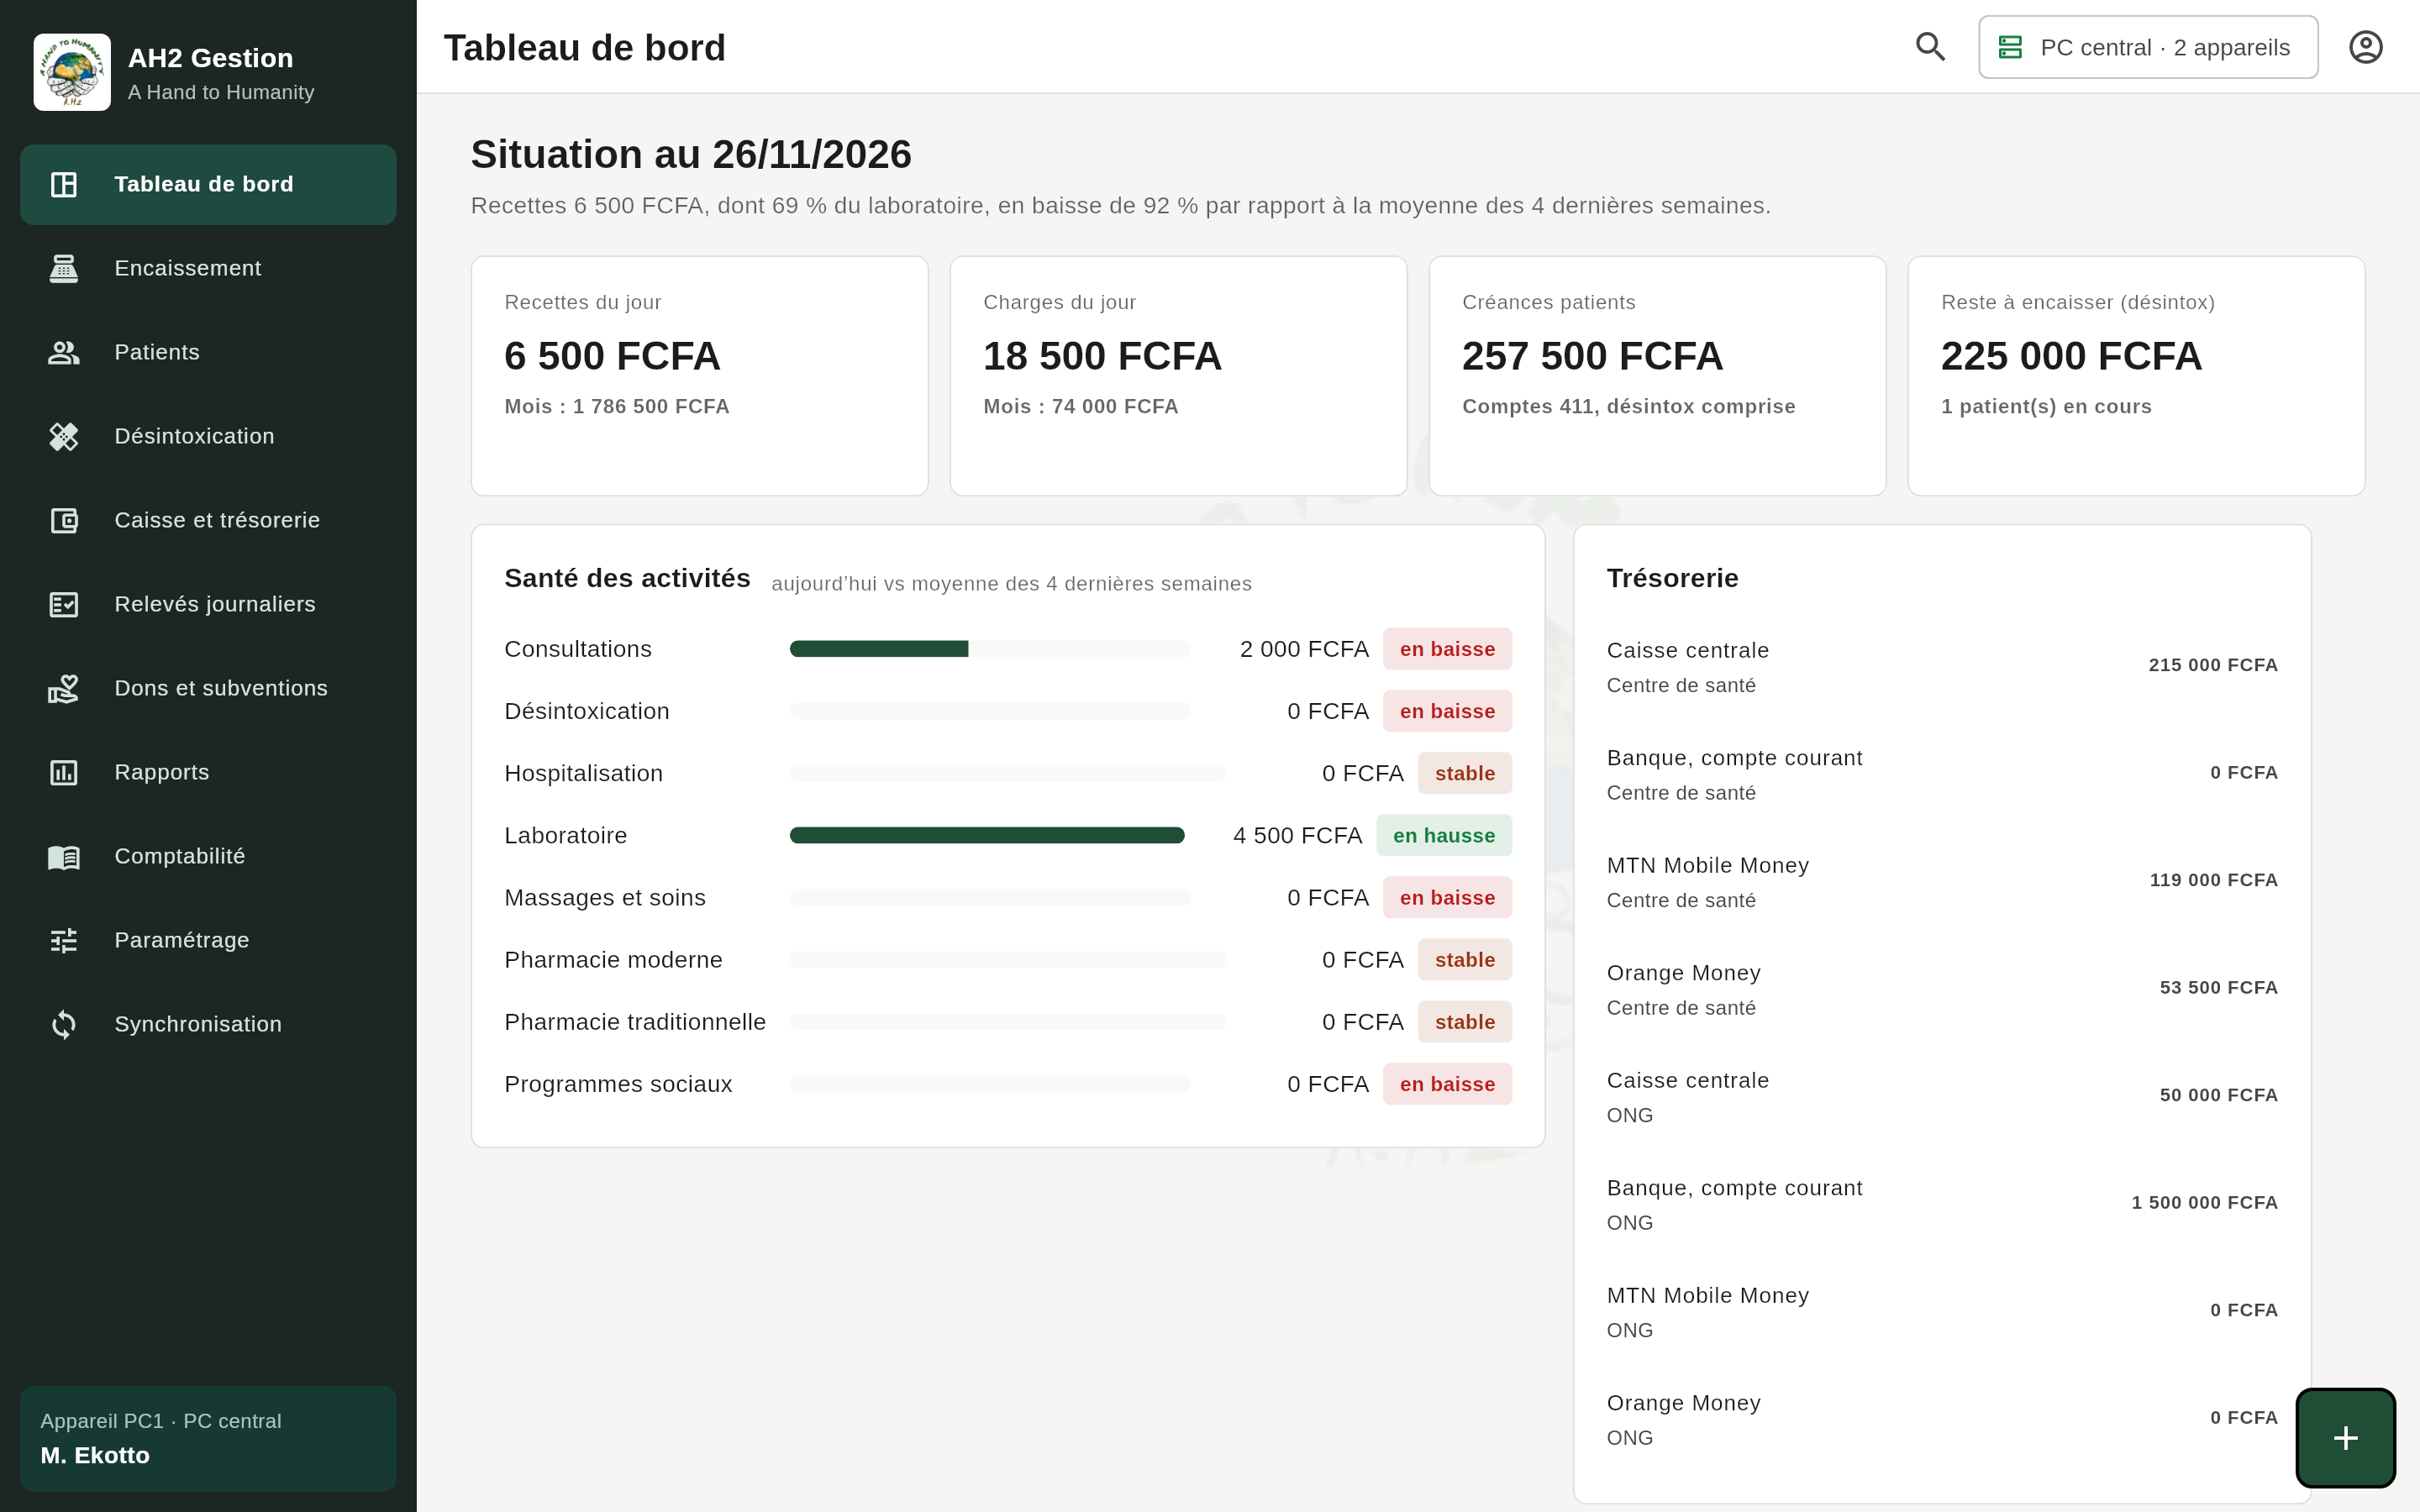 A HAND TO HUMANITY
A.H2
AH2 Gestion
A Hand to Humanity
Tableau de bord
Encaissement
Patients
Désintoxication
Caisse et trésorerie
Relevés journaliers
Dons et subventions
Rapports
Comptabilité
Paramétrage
Synchronisation
Appareil PC1 · PC central
M. Ekotto
Tableau de bord
PC central · 2 appareils
Situation au 26/11/2026
Recettes 6 500 FCFA, dont 69 % du laboratoire, en baisse de 92 % par rapport à la moyenne des 4 dernières semaines.
Recettes du jour
6 500 FCFA
Mois : 1 786 500 FCFA
Charges du jour
18 500 FCFA
Mois : 74 000 FCFA
Créances patients
257 500 FCFA
Comptes 411, désintox comprise
Reste à encaisser (désintox)
225 000 FCFA
1 patient(s) en cours
Santé des activités aujourd’hui vs moyenne des 4 dernières semaines
Consultations 2 000 FCFA en baisse
Désintoxication 0 FCFA en baisse
Hospitalisation 0 FCFA stable
Laboratoire 4 500 FCFA en hausse
Massages et soins 0 FCFA en baisse
Pharmacie moderne 0 FCFA stable
Pharmacie traditionnelle 0 FCFA stable
Programmes sociaux 0 FCFA en baisse
Trésorerie
Caisse centrale
Centre de santé
215 000 FCFA
Banque, compte courant
Centre de santé
0 FCFA
MTN Mobile Money
Centre de santé
119 000 FCFA
Orange Money
Centre de santé
53 500 FCFA
Caisse centrale
ONG
50 000 FCFA
Banque, compte courant
ONG
1 500 000 FCFA
MTN Mobile Money
ONG
0 FCFA
Orange Money
ONG
0 FCFA